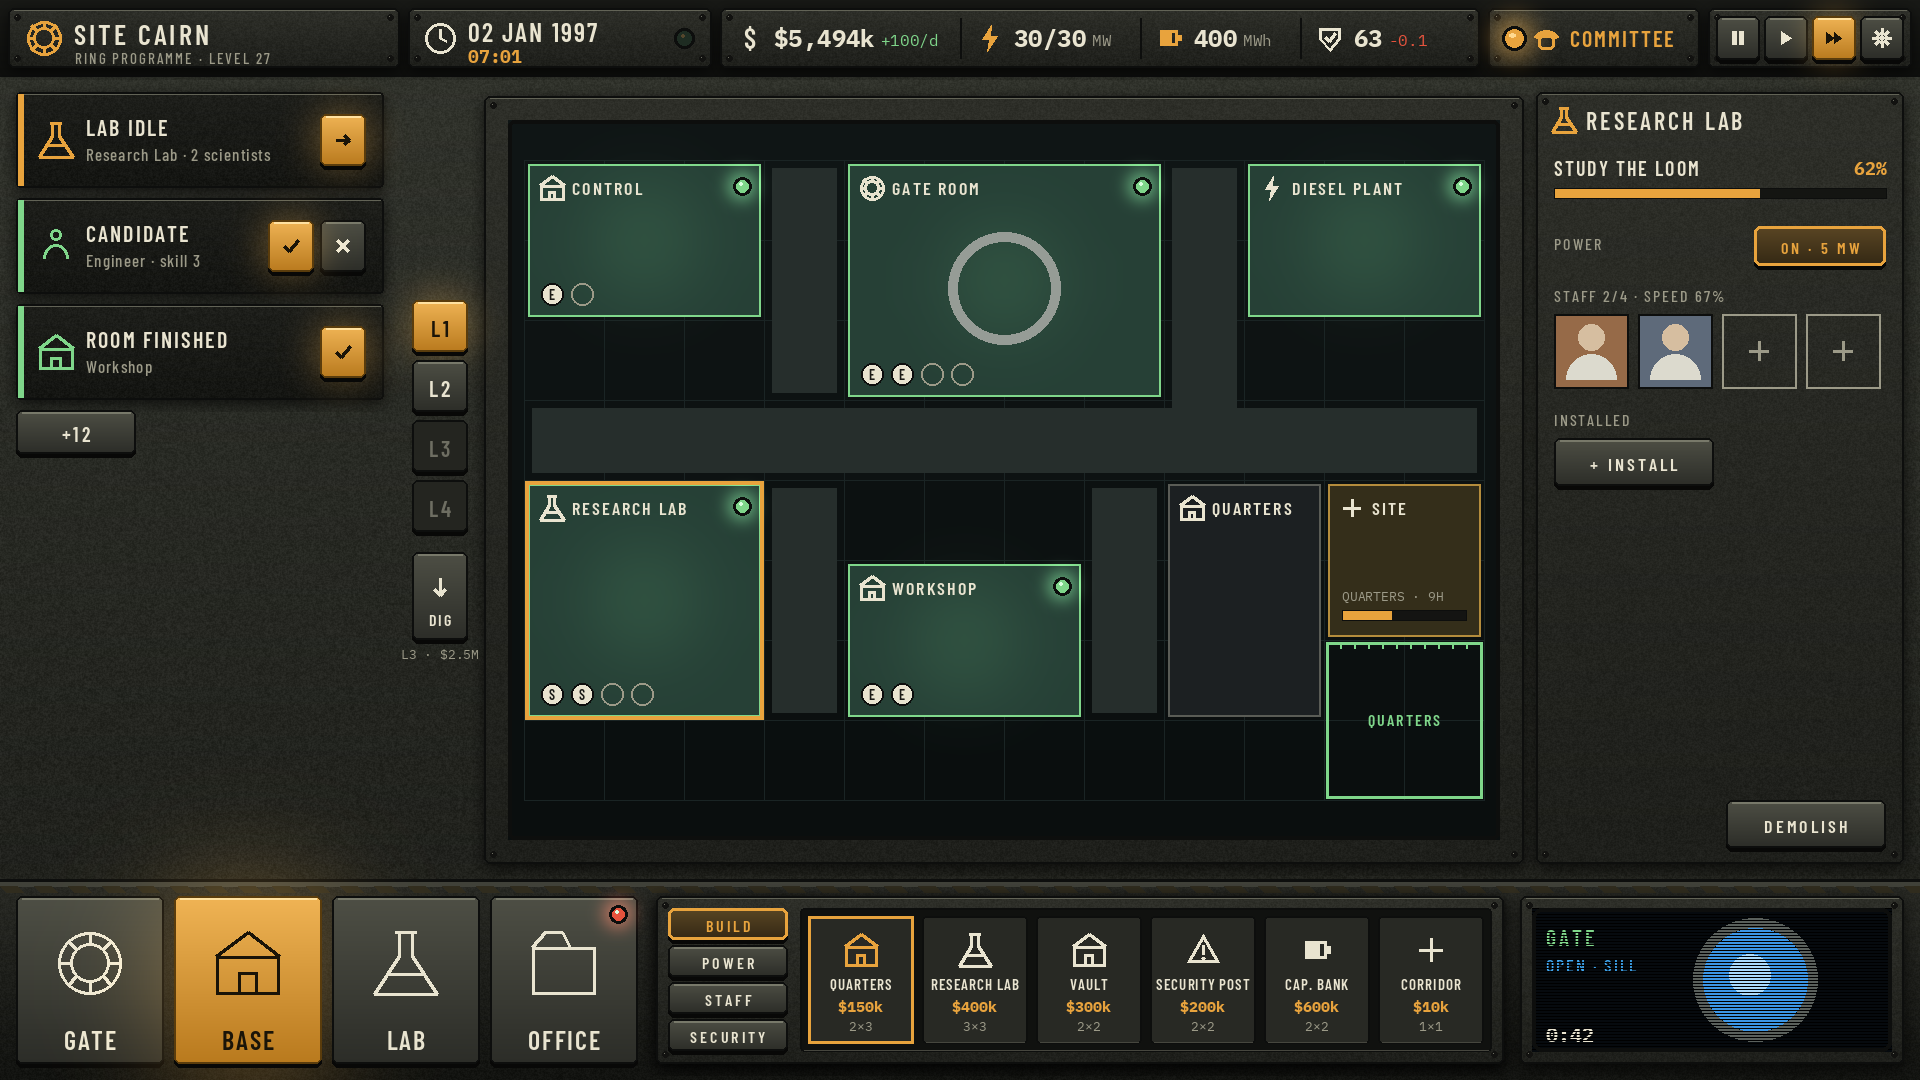 SITE CAIRN
RING PROGRAMME · LEVEL 27
02 JAN 1997
07:01
$ $5,494k +100/d
30/30 MW
400 MWh
63 -0.1
COMMITTEE
LAB IDLE
Research Lab · 2 scientists
CANDIDATE
Engineer · skill 3
ROOM FINISHED
Workshop
+12
L1
L2
L3
L4
DIG
L3 · $2.5M
CONTROL
E
GATE ROOM
E E
DIESEL PLANT
RESEARCH LAB
S S
WORKSHOP
E E
QUARTERS
SITE
QUARTERS · 9H
QUARTERS
RESEARCH LAB
STUDY THE LOOM 62%
POWER ON · 5 MW
STAFF 2/4 · SPEED 67%
INSTALLED
+ INSTALL
DEMOLISH
GATE
BASE
LAB
OFFICE
BUILD
POWER
STAFF
SECURITY
QUARTERS
$150k
2×3
RESEARCH LAB
$400k
3×3
VAULT
$300k
2×2
SECURITY POST
$200k
2×2
CAP. BANK
$600k
2×2
CORRIDOR
$10k
1×1
GATE
OPEN · SILL
0:42